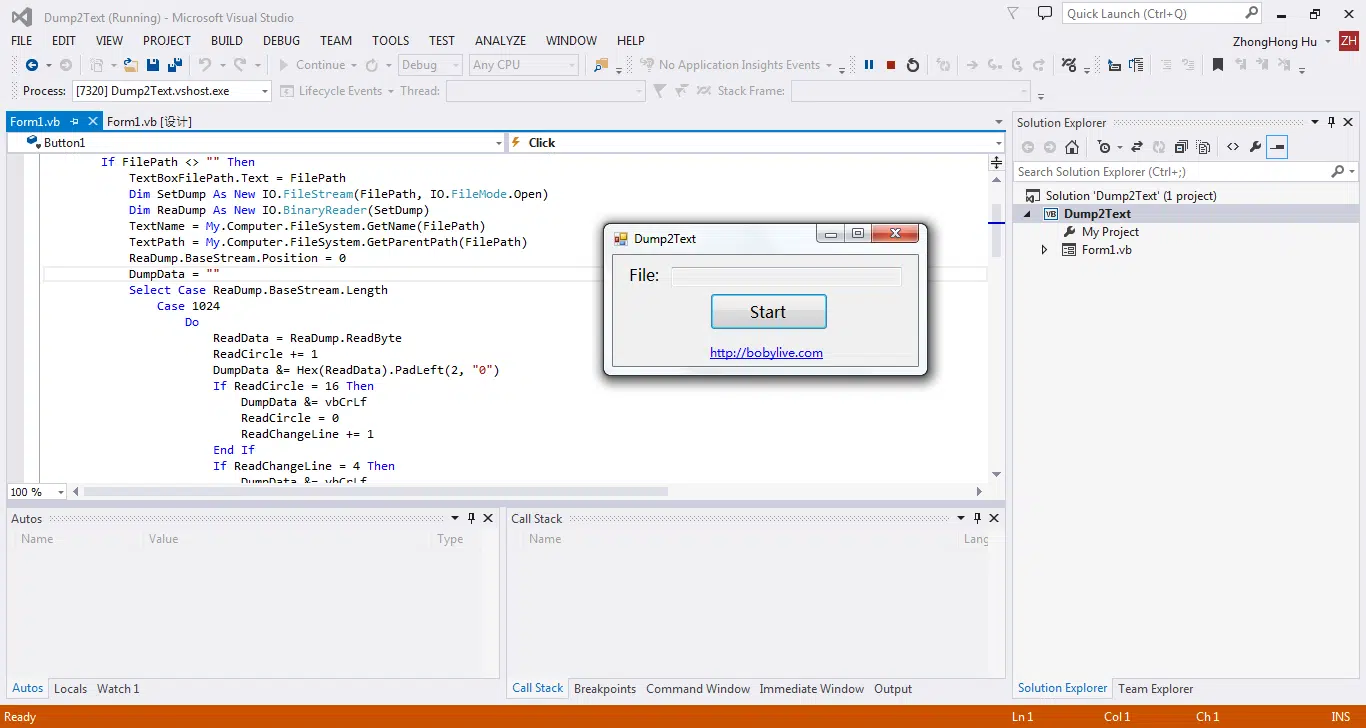 Dump2Text (Running) - Microsoft Visual Studio
Quick Launch (Ctrl+Q)
FILE EDIT VIEW PROJECT BUILD DEBUG TEAM TOOLS TEST ANALYZE WINDOW HELP
ZhongHong Hu ZH
Continue Debug Any CPU No Application Insights Events
Process: [7320] Dump2Text.vshost.exe Lifecycle Events Thread: Stack Frame:
Form1.vb Form1.vb [设计]
Button1 Click
If FilePath <> "" Then
TextBoxFilePath.Text = FilePath
Dim SetDump As New IO.FileStream(FilePath, IO.FileMode.Open)
Dim ReaDump As New IO.BinaryReader(SetDump)
TextName = My.Computer.FileSystem.GetName(FilePath)
TextPath = My.Computer.FileSystem.GetParentPath(FilePath)
ReaDump.BaseStream.Position = 0
DumpData = ""
Select Case ReaDump.BaseStream.Length
Case 1024
Do
ReadData = ReaDump.ReadByte
ReadCircle += 1
DumpData &= Hex(ReadData).PadLeft(2, "0")
If ReadCircle = 16 Then
DumpData &= vbCrLf
ReadCircle = 0
ReadChangeLine += 1
End If
If ReadChangeLine = 4 Then
DumpData &= vbCrLf
100 %
Dump2Text
File:
Start
http://bobylive.com
Solution Explorer
Search Solution Explorer (Ctrl+;)
Solution 'Dump2Text' (1 project)
VB Dump2Text
My Project
Form1.vb
Autos
Name Value Type
Autos Locals Watch 1
Call Stack
Name Lang
Call Stack Breakpoints Command Window Immediate Window Output
Solution Explorer Team Explorer
Ready Ln 1 Col 1 Ch 1 INS